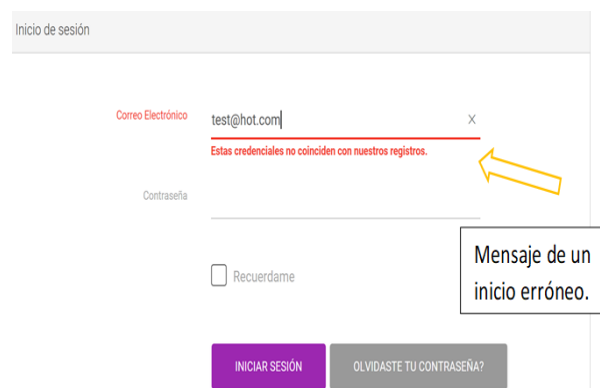 Inicio de sesión
Correo Electrónico
test@hot.com
X
Estas credenciales no coinciden con nuestros registros.
Contraseña
Mensaje de un
inicio erróneo.
Recuerdame
INICIAR SESIÓN
OLVIDASTE TU CONTRASEÑA?